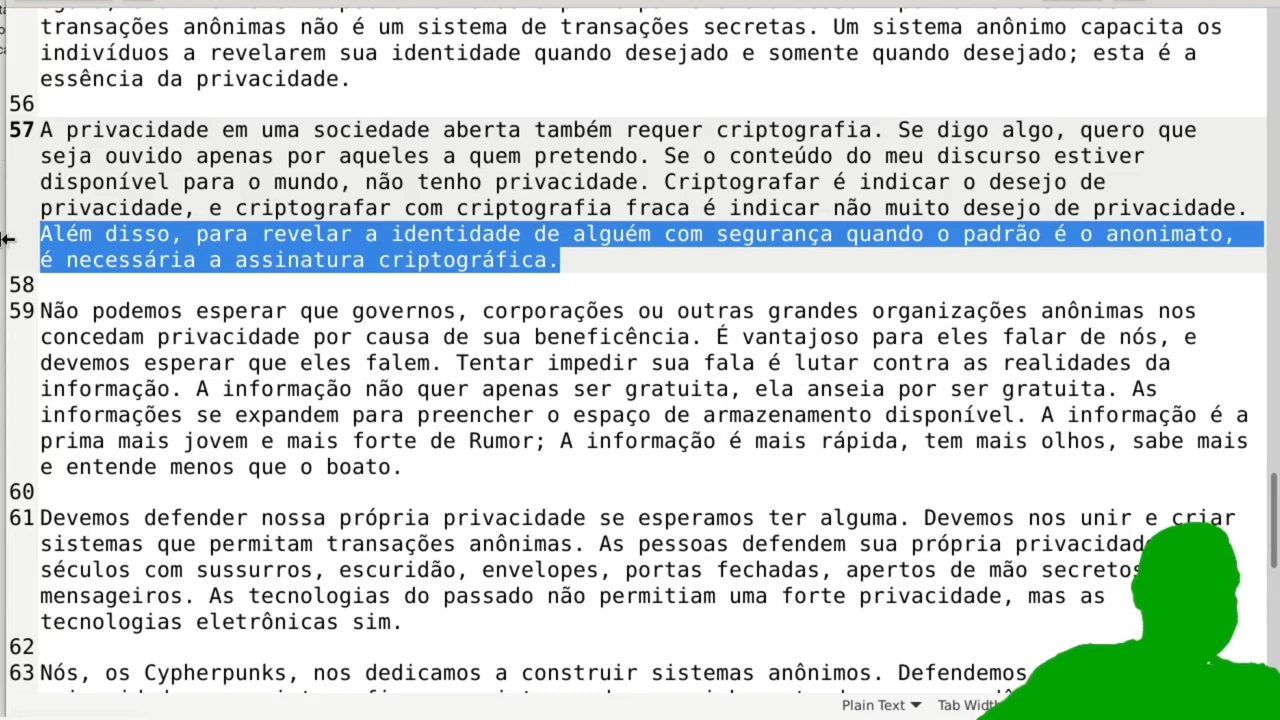 transações anônimas não é um sistema de transações secretas. Um sistema anônimo capacita os
indivíduos a revelarem sua identidade quando desejado e somente quando desejado; esta é a
essência da privacidade.
56
57 A privacidade em uma sociedade aberta também requer criptografia. Se digo algo, quero que
seja ouvido apenas por aqueles a quem pretendo. Se o conteúdo do meu discurso estiver
disponível para o mundo, não tenho privacidade. Criptografar é indicar o desejo de
privacidade, e criptografar com criptografia fraca é indicar não muito desejo de privacidade.
Além disso, para revelar a identidade de alguém com segurança quando o padrão é o anonimato,
é necessária a assinatura criptográfica.
58
59 Não podemos esperar que governos, corporações ou outras grandes organizações anônimas nos
concedam privacidade por causa de sua beneficência. É vantajoso para eles falar de nós, e
devemos esperar que eles falem. Tentar impedir sua fala é lutar contra as realidades da
informação. A informação não quer apenas ser gratuita, ela anseia por ser gratuita. As
informações se expandem para preencher o espaço de armazenamento disponível. A informação é a
prima mais jovem e mais forte de Rumor; A informação é mais rápida, tem mais olhos, sabe mais
e entende menos que o boato.
60
61 Devemos defender nossa própria privacidade se esperamos ter alguma. Devemos nos unir e criar
sistemas que permitam transações anônimas. As pessoas defendem sua própria
séculos com sussurros, escuridão, envelopes, portas fechadas, apertos de mão secretos
mensageiros. As tecnologias do passado não permitiam uma forte privacidade, mas as
tecnologias eletrônicas sim.
62
63 Nós, os Cypherpunks, nos dedicamos a construir sistemas anônimos. Defendemos
Plain Text Tab